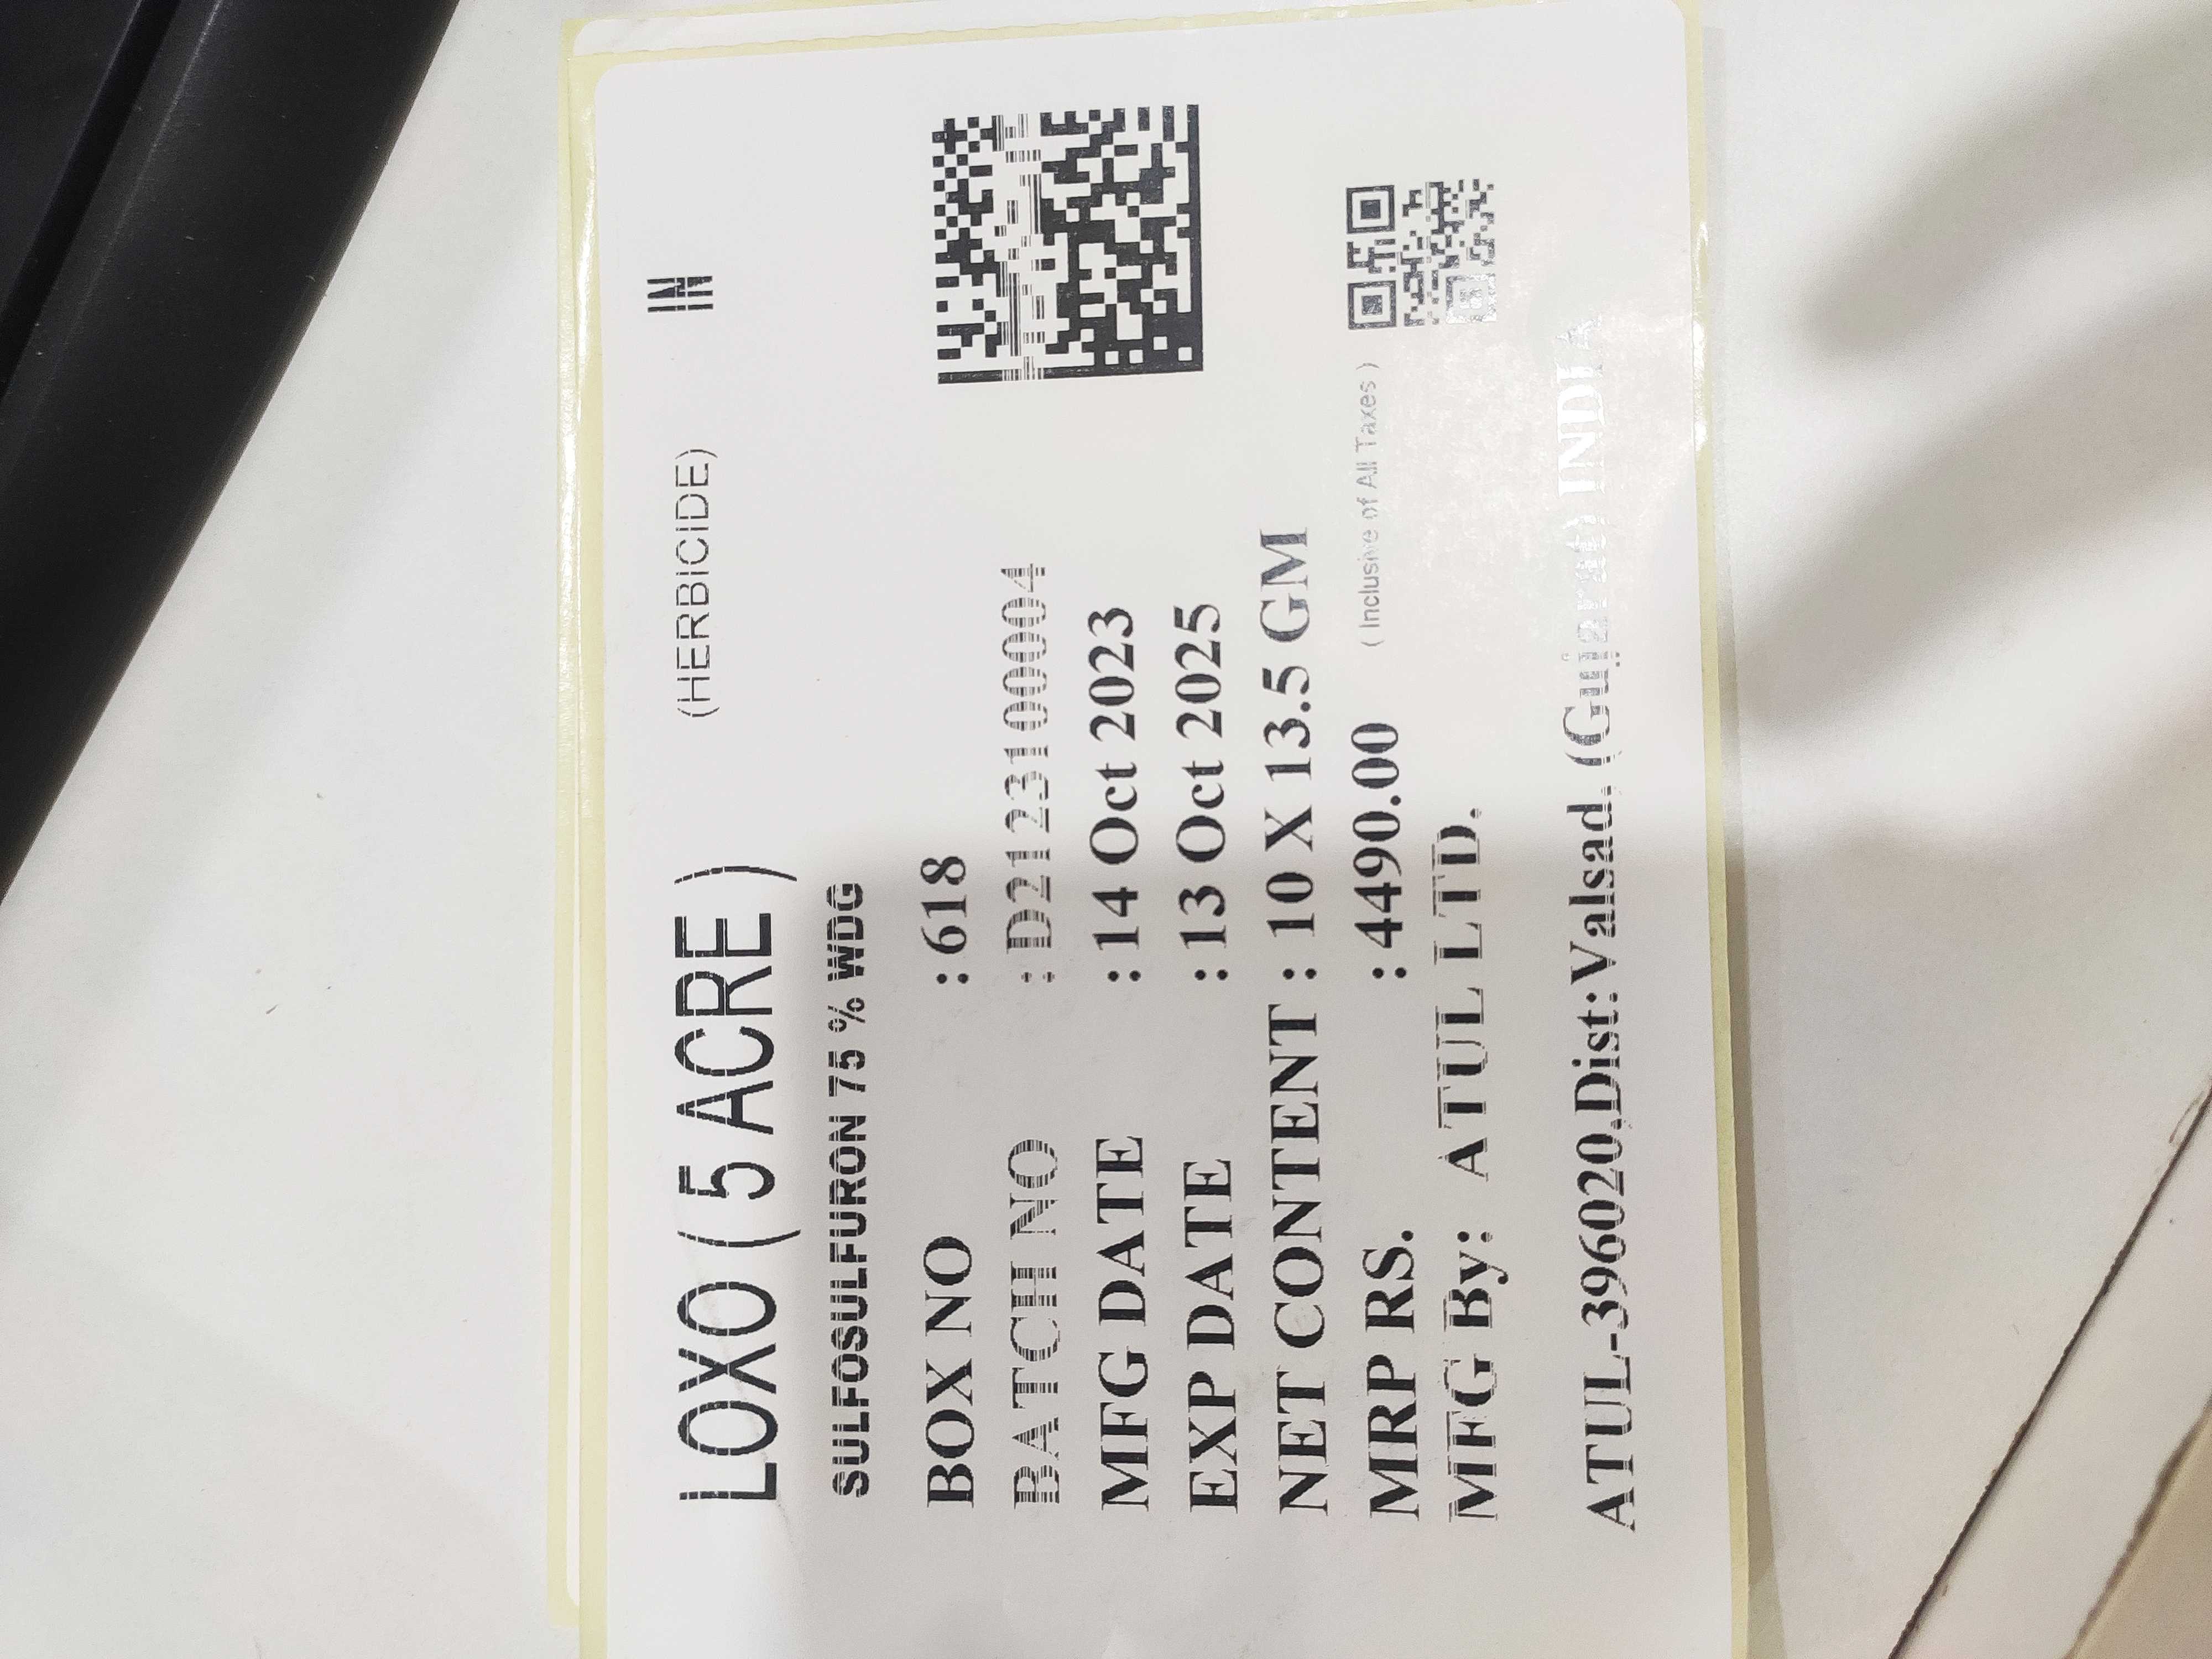 LOXO ( 5 ACRE ) (HERBICIDE) IN
SULFOSULFURON 75 % WDG
BOX NO : 618
BATCH NO : D212310004
MFG DATE : 14 Oct 2023
EXP DATE : 13 Oct 2025
NET CONTENT : 10 X 13.5 GM
MRP RS. : 4490.00 ( Inclusive of All Taxes )
MFG By: ATUL LTD.
ATUL-396020,Dist:Valsad. (Gujarat) INDIA